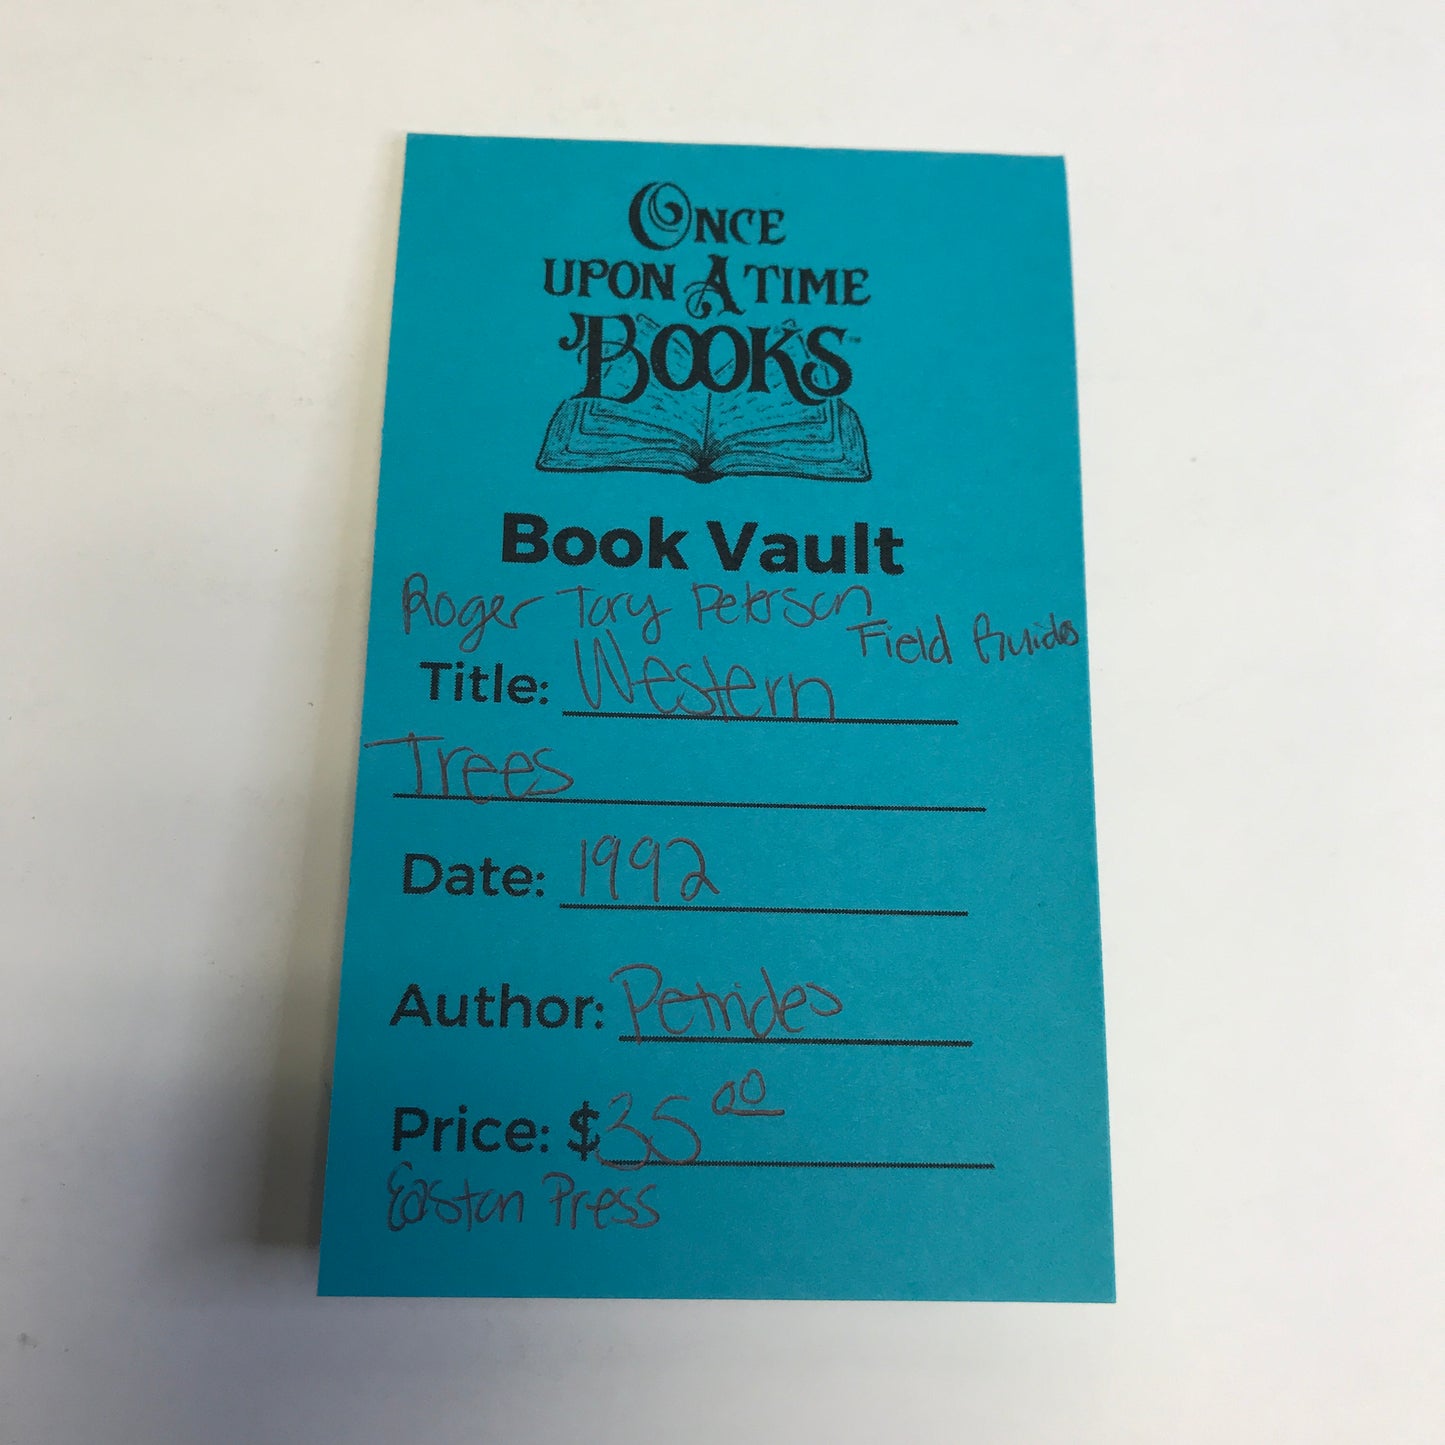 ONCE
UPON A TIME
BOOKS™
Book Vault
Roger Tory Peterson
Field Guides
Title: Western
Trees
Date: 1992
Author: Petrides
Price: $35.00
Easton Press